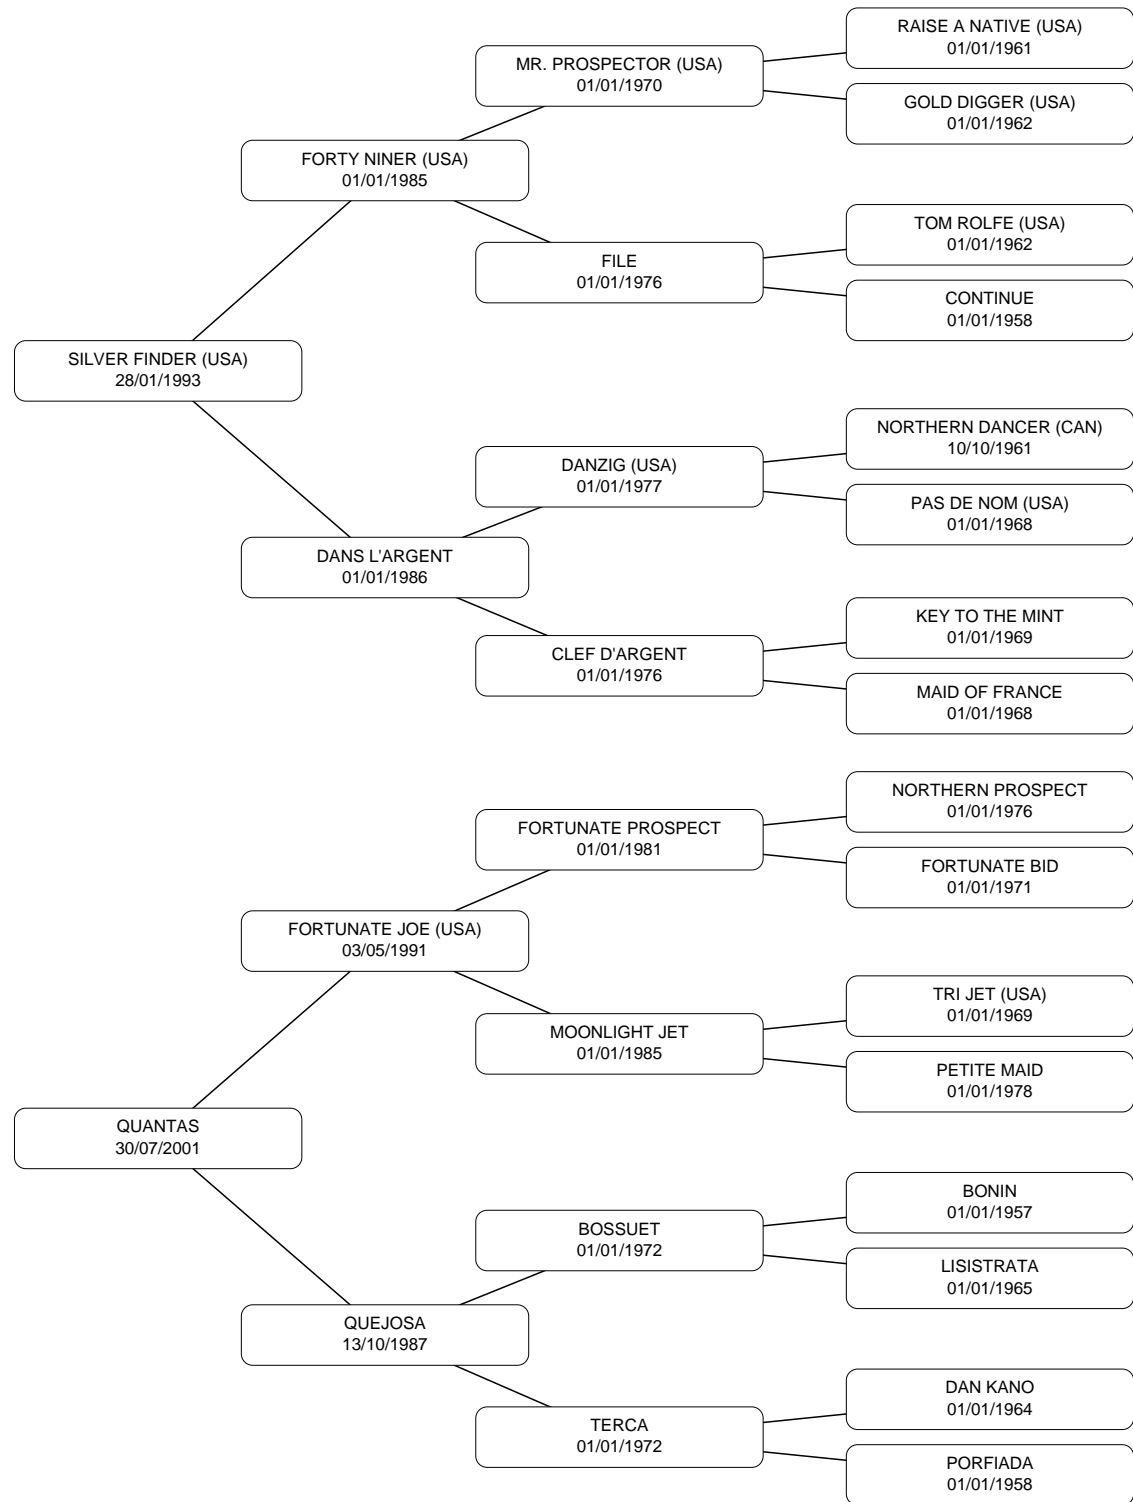 RAISE A NATIVE (USA)
01/01/1961
MR. PROSPECTOR (USA)
01/01/1970
GOLD DIGGER (USA)
01/01/1962
FORTY NINER (USA)
01/01/1985
TOM ROLFE (USA)
01/01/1962
FILE
01/01/1976
CONTINUE
01/01/1958
SILVER FINDER (USA)
28/01/1993
NORTHERN DANCER (CAN)
10/10/1961
DANZIG (USA)
01/01/1977
PAS DE NOM (USA)
01/01/1968
DANS L'ARGENT
01/01/1986
KEY TO THE MINT
01/01/1969
CLEF D'ARGENT
01/01/1976
MAID OF FRANCE
01/01/1968
NORTHERN PROSPECT
01/01/1976
FORTUNATE PROSPECT
01/01/1981
FORTUNATE BID
01/01/1971
FORTUNATE JOE (USA)
03/05/1991
TRI JET (USA)
01/01/1969
MOONLIGHT JET
01/01/1985
PETITE MAID
01/01/1978
QUANTAS
30/07/2001
BONIN
01/01/1957
BOSSUET
01/01/1972
LISISTRATA
01/01/1965
QUEJOSA
13/10/1987
DAN KANO
01/01/1964
TERCA
01/01/1972
PORFIADA
01/01/1958